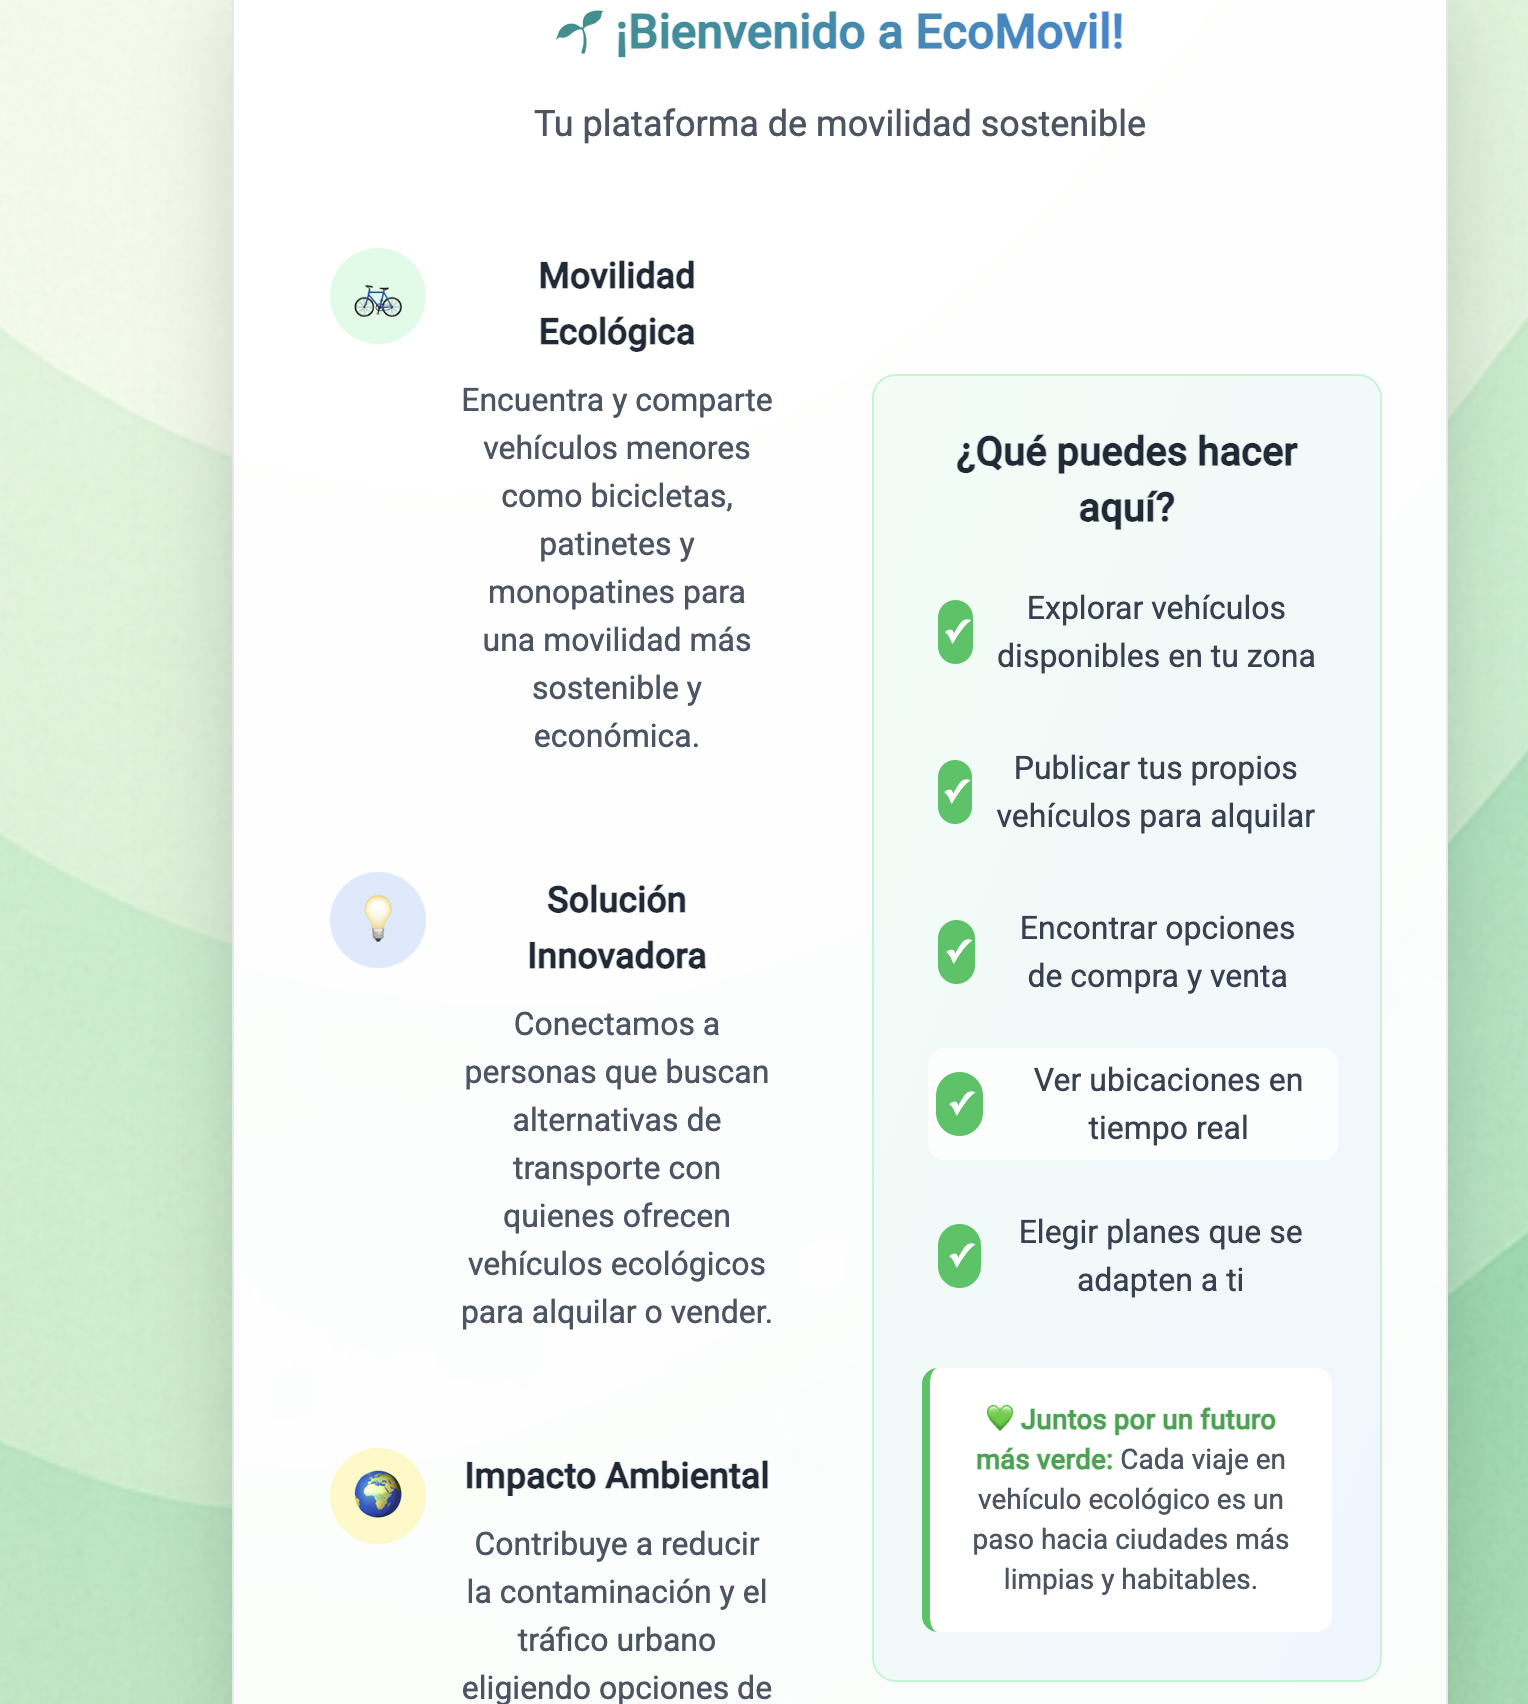 ¡Bienvenido a EcoMovil!
Tu plataforma de movilidad sostenible
Movilidad
Ecológica
Encuentra y comparte
vehículos menores
como bicicletas,
patinetes y
monopatines para
una movilidad más
sostenible y
económica.
Solución
Innovadora
Conectamos a
personas que buscan
alternativas de
transporte con
quienes ofrecen
vehículos ecológicos
para alquilar o vender.
Impacto Ambiental
Contribuye a reducir
la contaminación y el
tráfico urbano
eligiendo opciones de
¿Qué puedes hacer
aquí?
Explorar vehículos
disponibles en tu zona
Publicar tus propios
vehículos para alquilar
Encontrar opciones
de compra y venta
Ver ubicaciones en
tiempo real
Elegir planes que se
adapten a ti
💚 Juntos por un futuro
más verde: Cada viaje en
vehículo ecológico es un
paso hacia ciudades más
limpias y habitables.